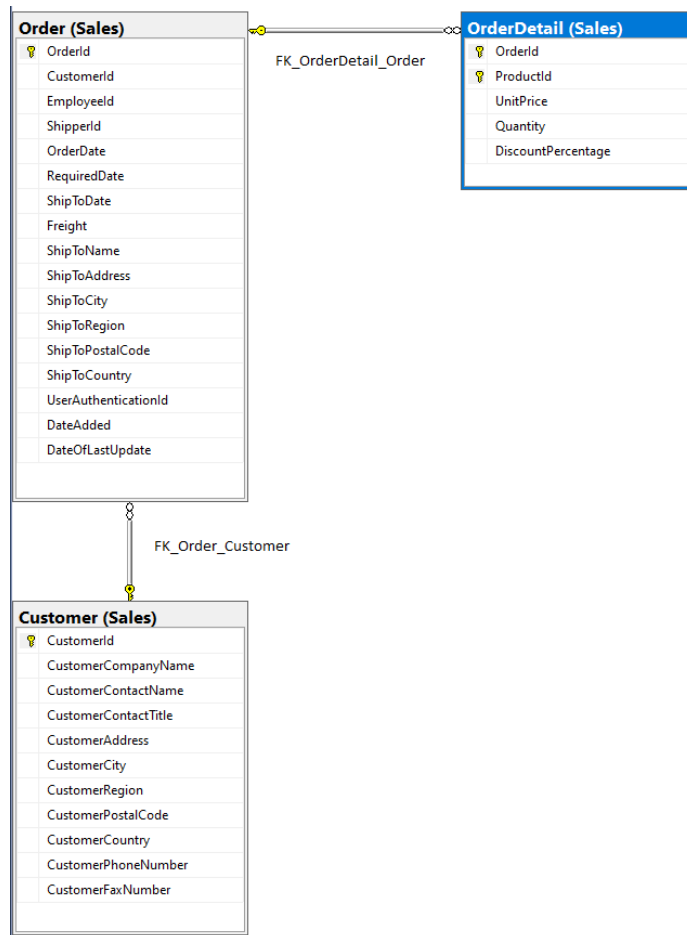 Order (Sales)
OrderId
CustomerId
EmployeeId
ShipperId
OrderDate
RequiredDate
ShipToDate
Freight
ShipToName
ShipToAddress
ShipToCity
ShipToRegion
ShipToPostalCode
ShipToCountry
UserAuthenticationId
DateAdded
DateOfLastUpdate
FK_OrderDetail_Order
OrderDetail (Sales)
OrderId
ProductId
UnitPrice
Quantity
DiscountPercentage
FK_Order_Customer
Customer (Sales)
CustomerId
CustomerCompanyName
CustomerContactName
CustomerContactTitle
CustomerAddress
CustomerCity
CustomerRegion
CustomerPostalCode
CustomerCountry
CustomerPhoneNumber
CustomerFaxNumber